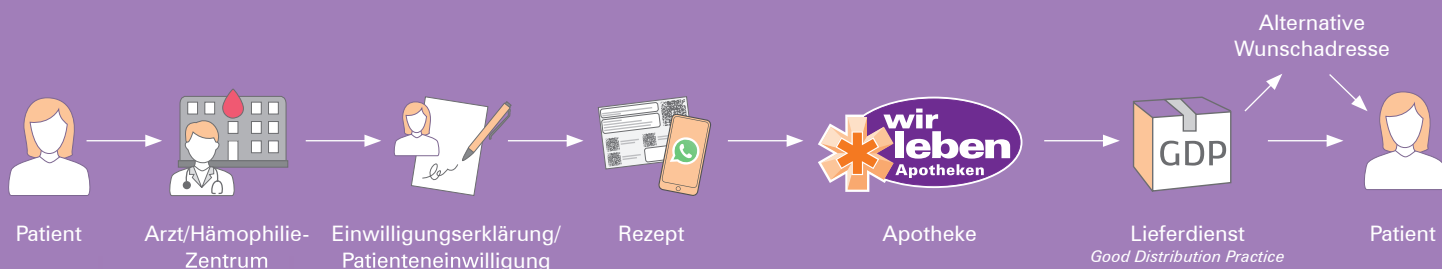 Alternative
Wunschadresse
wir
leben
Apotheken
GDP
Patient
Arzt/Hämophilie-
Zentrum
Einwilligungserklärung/
Patienteneinwilligung
Rezept
Apotheke
Lieferdienst
Good Distribution Practice
Patient